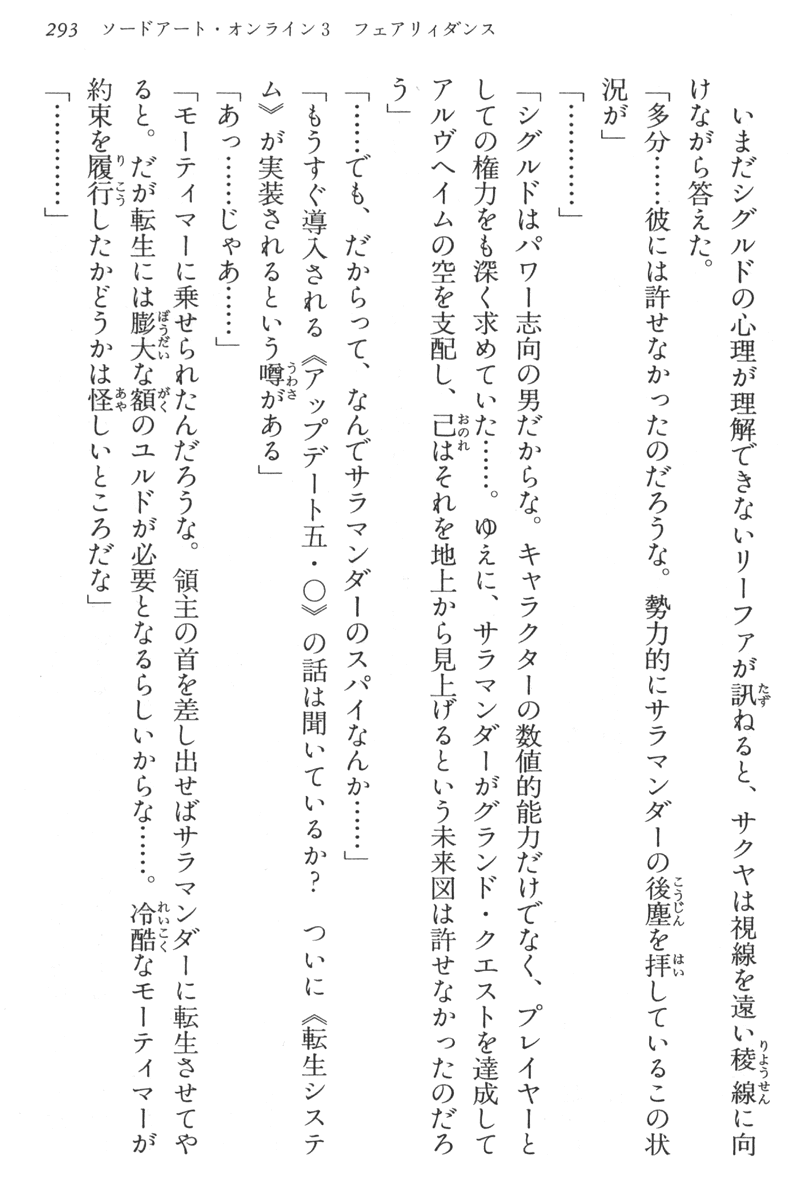 293 ソードアート・オンライン3 フェアリィダンス
いまだシグルドの心理が理解できないリーファが訊ねると、サクヤは視線を遠い稜線に向
けながら答えた。
「多分……彼には許せなかったのだろうな。勢力的にサラマンダーの後塵を拝しているこの状
況が」
「…………」
「シグルドはパワー志向の男だからな。キャラクターの数値的能力だけでなく、プレイヤーと
しての権力をも深く求めていた……。ゆえに、サラマンダーがグランド・クエストを達成して
アルヴヘイムの空を支配し、己はそれを地上から見上げるという未来図は許せなかったのだろ
う」
「……でも、だからって、なんでサラマンダーのスパイなんか……」
「もうすぐ導入される《アップデート五・〇》の話は聞いているか? ついに《転生システ
ム》が実装されるという噂がある」
「あっ……じゃあ……」
「モーティマーに乗せられたんだろうな。領主の首を差し出せばサラマンダーに転生させてや
ると。だが転生には膨大な額のユルドが必要となるらしいからな……。冷酷なモーティマーが
約束を履行したかどうかは怪しいところだな」
「…………」